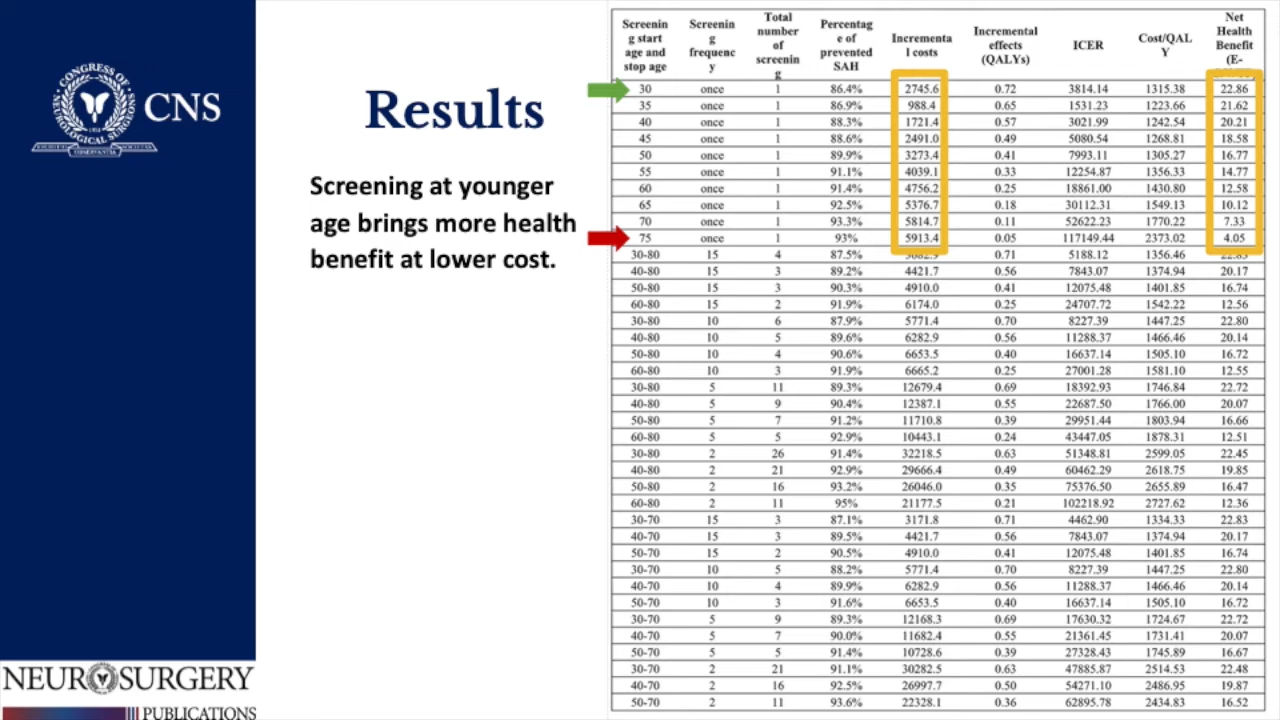 CONGRESS OF NEUROLOGICAL SURGEONS
CNS
Results
Screening at younger
age brings more health
benefit at lower cost.
NEUROSURGERY
PUBLICATIONS
Screenin
g start
age and
stop age
Screenin
g
frequenc
y
Total
number
of
screenin
g
Percentag
e of
prevented
SAH
Incrementa
l costs
Incremental
effects
(QALYs)
ICER
Cost/QAL
Y
Net
Health
Benefit
(E-
30 once 1 86.4% 2745.6 0.72 3814.14 1315.38 22.86
35 once 1 86.9% 988.4 0.65 1531.23 1223.66 21.62
40 once 1 88.3% 1721.4 0.57 3021.99 1242.54 20.21
45 once 1 88.6% 2491.0 0.49 5080.54 1268.81 18.58
50 once 1 89.9% 3273.4 0.41 7993.11 1305.27 16.77
55 once 1 91.1% 4039.1 0.33 12254.87 1356.33 14.77
60 once 1 91.4% 4756.2 0.25 18861.00 1430.80 12.58
65 once 1 92.5% 5376.7 0.18 30112.31 1549.13 10.12
70 once 1 93.3% 5814.7 0.11 52622.23 1770.22 7.33
75 once 1 93% 5913.4 0.05 117149.44 2373.02 4.05
30-80 15 4 87.5% 0.71 5188.12 1356.46
40-80 15 3 89.2% 4421.7 0.56 7843.07 1374.94 20.17
50-80 15 3 90.3% 4910.0 0.41 12075.48 1401.85 16.74
60-80 15 2 91.9% 6174.0 0.25 24707.72 1542.22 12.56
30-80 10 6 87.9% 5771.4 0.70 8227.39 1447.25 22.80
40-80 10 5 89.6% 6282.9 0.56 11288.37 1466.46 20.14
50-80 10 4 90.6% 6653.5 0.40 16637.14 1505.10 16.72
60-80 10 3 91.9% 6665.2 0.25 27001.28 1581.10 12.55
30-80 5 11 89.3% 12679.4 0.69 18392.93 1746.84 22.72
40-80 5 9 90.4% 12387.1 0.55 22687.50 1766.00 20.07
50-80 5 7 91.2% 11710.8 0.39 29951.44 1803.94 16.66
60-80 5 5 92.9% 10443.1 0.24 43447.05 1878.31 12.51
30-80 2 26 91.4% 32218.5 0.63 51348.81 2599.05 22.45
40-80 2 21 92.9% 29666.4 0.49 60462.29 2618.75 19.85
50-80 2 16 93.2% 26046.0 0.35 75376.50 2655.89 16.47
60-80 2 11 95% 21177.5 0.21 102218.92 2727.62 12.36
30-70 15 3 87.1% 3171.8 0.71 4462.90 1334.33 22.83
40-70 15 3 89.5% 4421.7 0.56 7843.07 1374.94 20.17
50-70 15 2 90.5% 4910.0 0.41 12075.48 1401.85 16.74
30-70 10 5 88.2% 5771.4 0.70 8227.39 1447.25 22.80
40-70 10 4 89.9% 6282.9 0.56 11288.37 1466.46 20.14
50-70 10 3 91.6% 6653.5 0.40 16637.14 1505.10 16.72
30-70 5 9 89.3% 12168.3 0.69 17630.32 1724.67 22.72
40-70 5 7 90.0% 11682.4 0.55 21361.45 1731.41 20.07
50-70 5 5 91.4% 10728.6 0.39 27328.43 1745.89 16.67
30-70 2 21 91.1% 30282.5 0.63 47885.87 2514.53 22.48
40-70 2 16 92.5% 26997.7 0.50 54271.10 2486.95 19.87
50-70 2 11 93.6% 22328.1 0.36 62895.78 2434.83 16.52